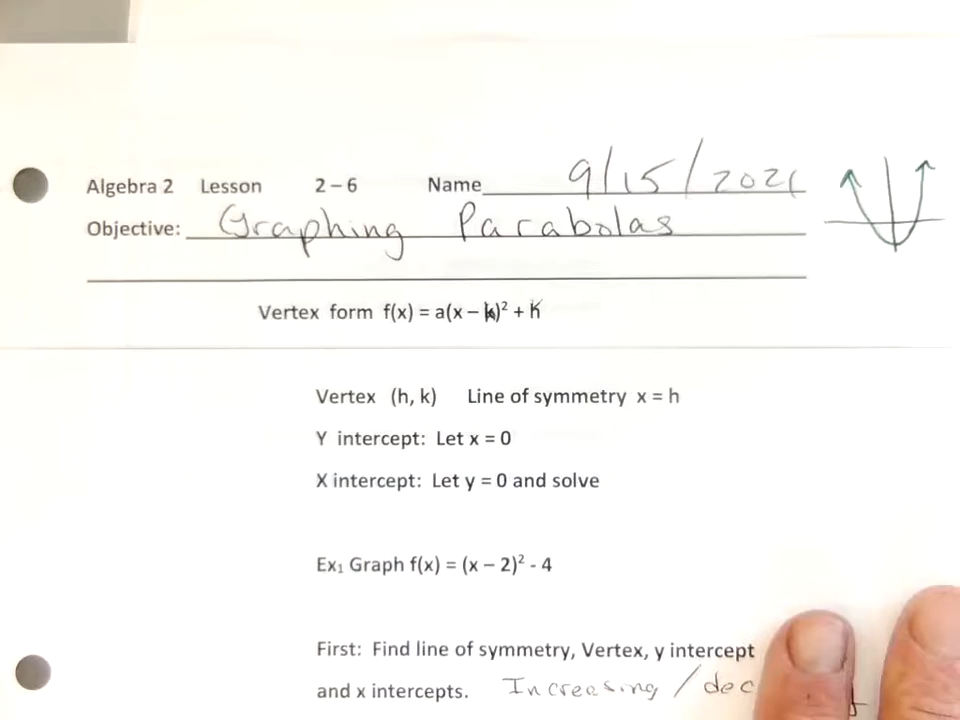 Algebra 2 Lesson 2 – 6 Name 9/15/2021
Objective: Graphing Parabolas
Vertex form f(x) = a(x – h)² + K
Vertex (h, k) Line of symmetry x = h
Y intercept: Let x = 0
X intercept: Let y = 0 and solve
Ex₁ Graph f(x) = (x – 2)² - 4
First: Find line of symmetry, Vertex, y intercept
and x intercepts. Increasing / dec